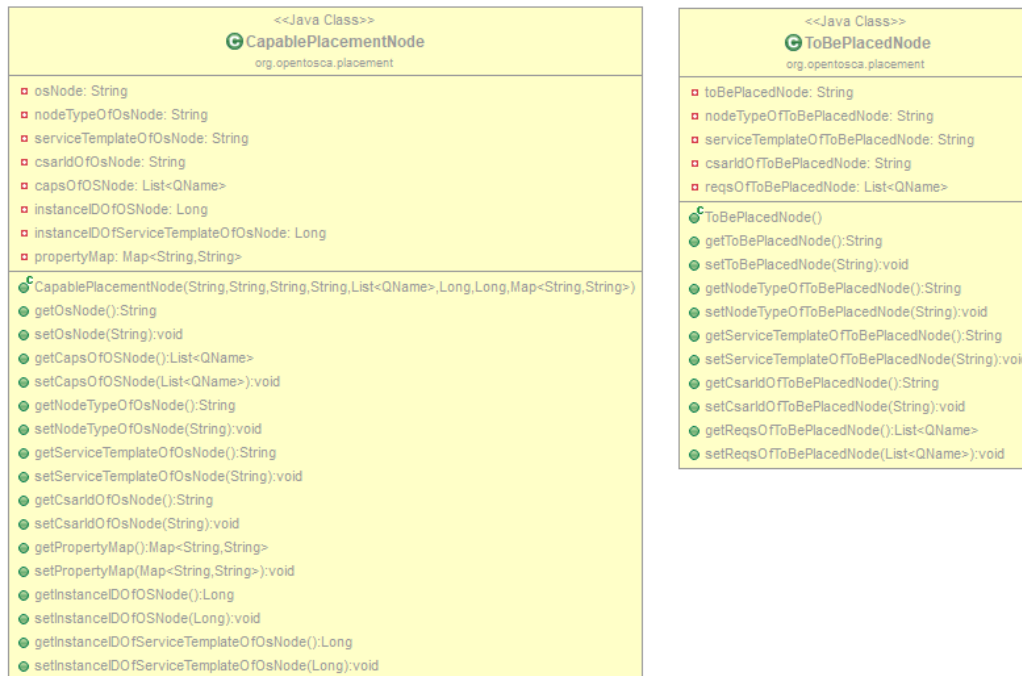 <<Java Class>>
CapablePlacementNode
org.opentosca.placement
osNode: String
nodeTypeOfOsNode: String
serviceTemplateOfOsNode: String
csarIdOfOsNode: String
capsOfOSNode: List<QName>
instanceIDOfOSNode: Long
instanceIDOfServiceTemplateOfOsNode: Long
propertyMap: Map<String,String>
CapablePlacementNode(String,String,String,String,List<QName>,Long,Long,Map<String,String>)
getOsNode():String
setOsNode(String):void
getCapsOfOSNode():List<QName>
setCapsOfOSNode(List<QName>):void
getNodeTypeOfOsNode():String
setNodeTypeOfOsNode(String):void
getServiceTemplateOfOsNode():String
setServiceTemplateOfOsNode(String):void
getCsarIdOfOsNode():String
setCsarIdOfOsNode(String):void
getPropertyMap():Map<String,String>
setPropertyMap(Map<String,String>):void
getInstanceIDOfOSNode():Long
setInstanceIDOfOSNode(Long):void
getInstanceIDOfServiceTemplateOfOsNode():Long
setInstanceIDOfServiceTemplateOfOsNode(Long):void
<<Java Class>>
ToBePlacedNode
org.opentosca.placement
toBePlacedNode: String
nodeTypeOfToBePlacedNode: String
serviceTemplateOfToBePlacedNode: String
csarIdOfToBePlacedNode: String
reqsOfToBePlacedNode: List<QName>
ToBePlacedNode()
getToBePlacedNode():String
setToBePlacedNode(String):void
getNodeTypeOfToBePlacedNode():String
setNodeTypeOfToBePlacedNode(String):void
getServiceTemplateOfToBePlacedNode():String
setServiceTemplateOfToBePlacedNode(String):voi
getCsarIdOfToBePlacedNode():String
setCsarIdOfToBePlacedNode(String):void
getReqsOfToBePlacedNode():List<QName>
setReqsOfToBePlacedNode(List<QName>):void